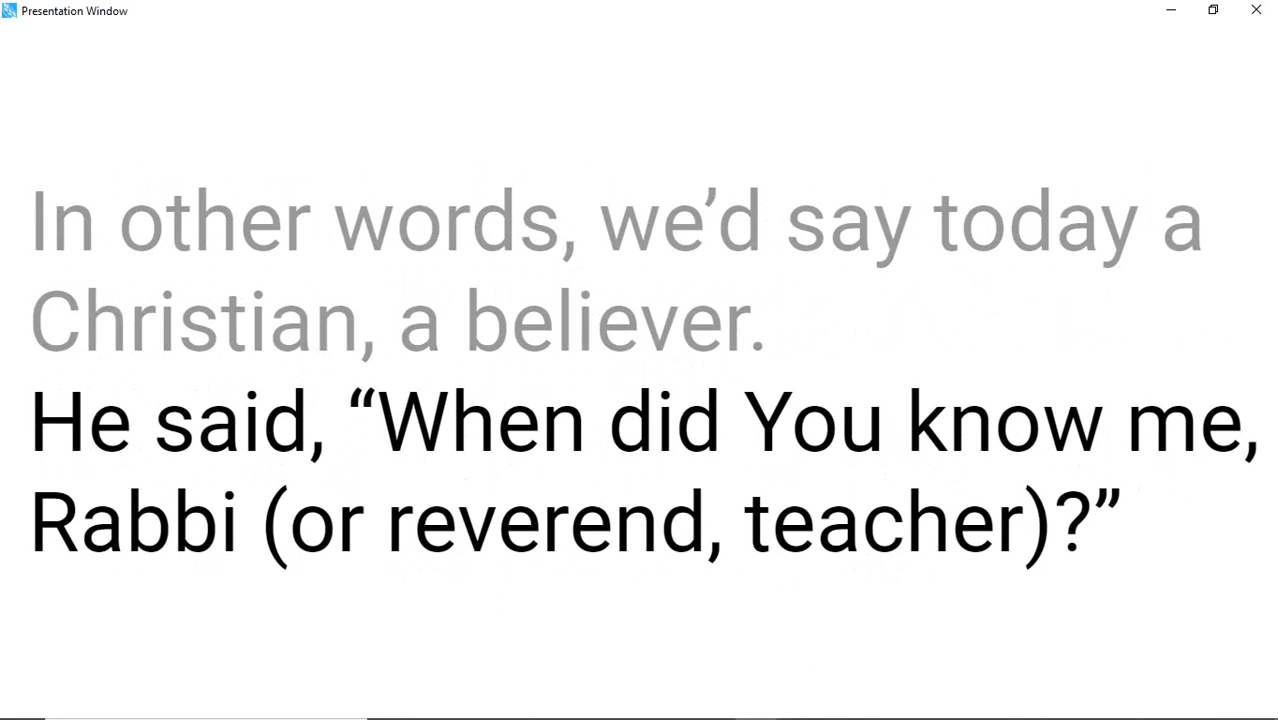 Presentation Window
In other words, we’d say today a
Christian, a believer.
He said, “When did You know me,
Rabbi (or reverend, teacher)?”